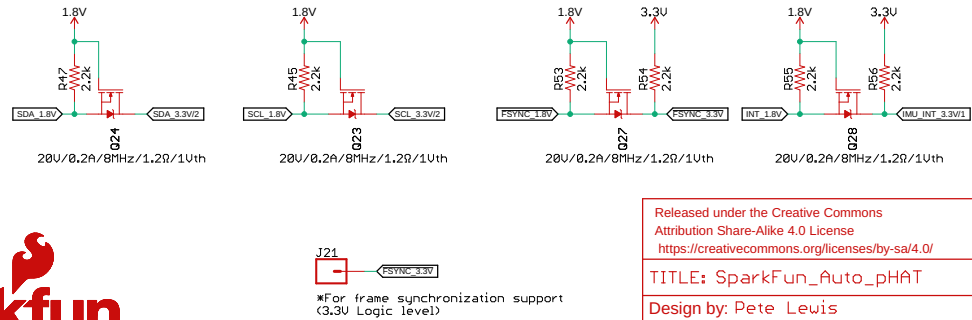 1.8V 1.8V 1.8V 3.3V 1.8V 3.3V
R47 2.2k R45 2.2k R53 2.2k R54 2.2k R55 2.2k R56 2.2k
SDA_1.8V SDA_3.3V/2 SCL_1.8V SCL_3.3V/2 FSYNC_1.8V FSYNC_3.3V INT_1.8V IMU_INT_3.3V/1
Q24 Q23 Q27 Q28
20V/0.2A/8MHz/1.2Ω/1Vth 20V/0.2A/8MHz/1.2Ω/1Vth 20V/0.2A/8MHz/1.2Ω/1Vth 20V/0.2A/8MHz/1.2Ω/1Vth
J21
FSYNC_3.3V
*For frame synchronization support
(3.3V Logic level)
kfun
Released under the Creative Commons
Attribution Share-Alike 4.0 License
https://creativecommons.org/licenses/by-sa/4.0/
TITLE: SparkFun_Auto_pHAT
Design by: Pete Lewis